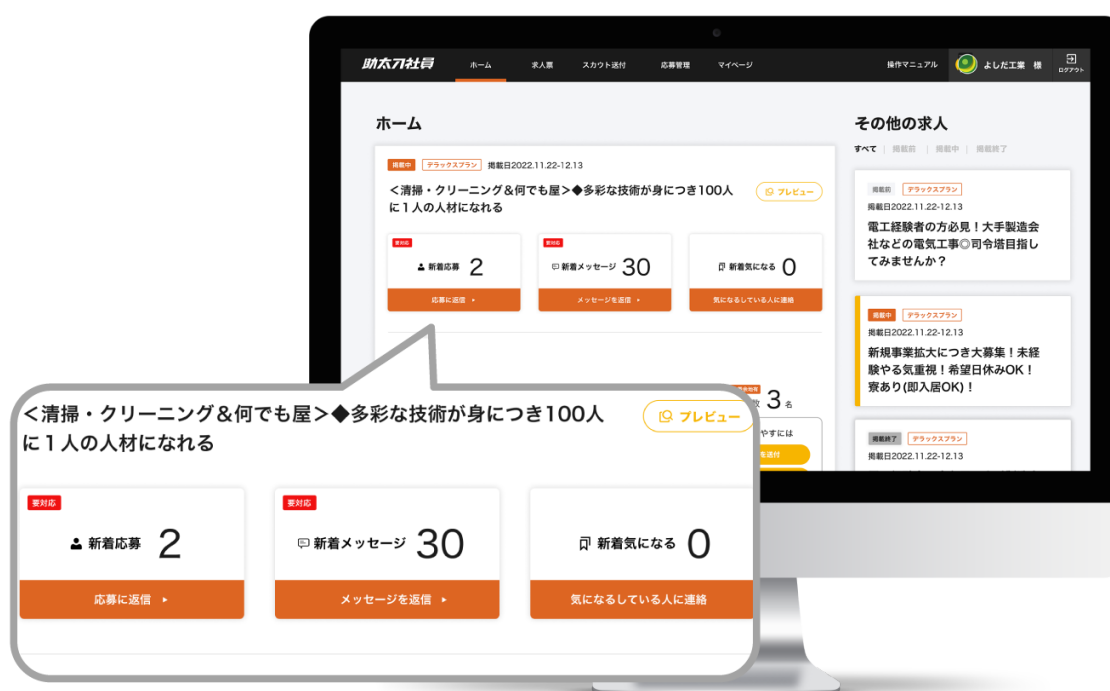 助太刀社員
ホーム
求人票
スカウト送付
応募管理
マイページ
操作マニュアル
よしだ工業 様
ログアウト
ホーム
掲載中 デラックスプラン 掲載日2022.11.22-12.13
＜清掃・クリーニング＆何でも屋＞◆多彩な技術が身につき100人
に１人の人材になれる
プレビュー
要対応
新着応募 2
応募に返信
要対応
新着メッセージ 30
メッセージを返信
新着気になる 0
気になるしている人に連絡
3 名
やすには
を送付
その他の求人
すべて | 掲載前 | 掲載中 | 掲載終了
掲載前 デラックスプラン
掲載日2022.11.22-12.13
電工経験者の方必見！大手製造会
社などの電気工事◎司令塔目指し
てみませんか？
掲載中 デラックスプラン
掲載日2022.11.22-12.13
新規事業拡大につき大募集！未経
験やる気重視！希望日休みOK！
寮あり(即入居OK)！
掲載終了 デラックスプラン
掲載日2022.11.22-12.13
＜清掃・クリーニング＆何でも屋＞◆多彩な技術が身につき100人
に１人の人材になれる
プレビュー
要対応
新着応募 2
応募に返信
要対応
新着メッセージ 30
メッセージを返信
新着気になる 0
気になるしている人に連絡